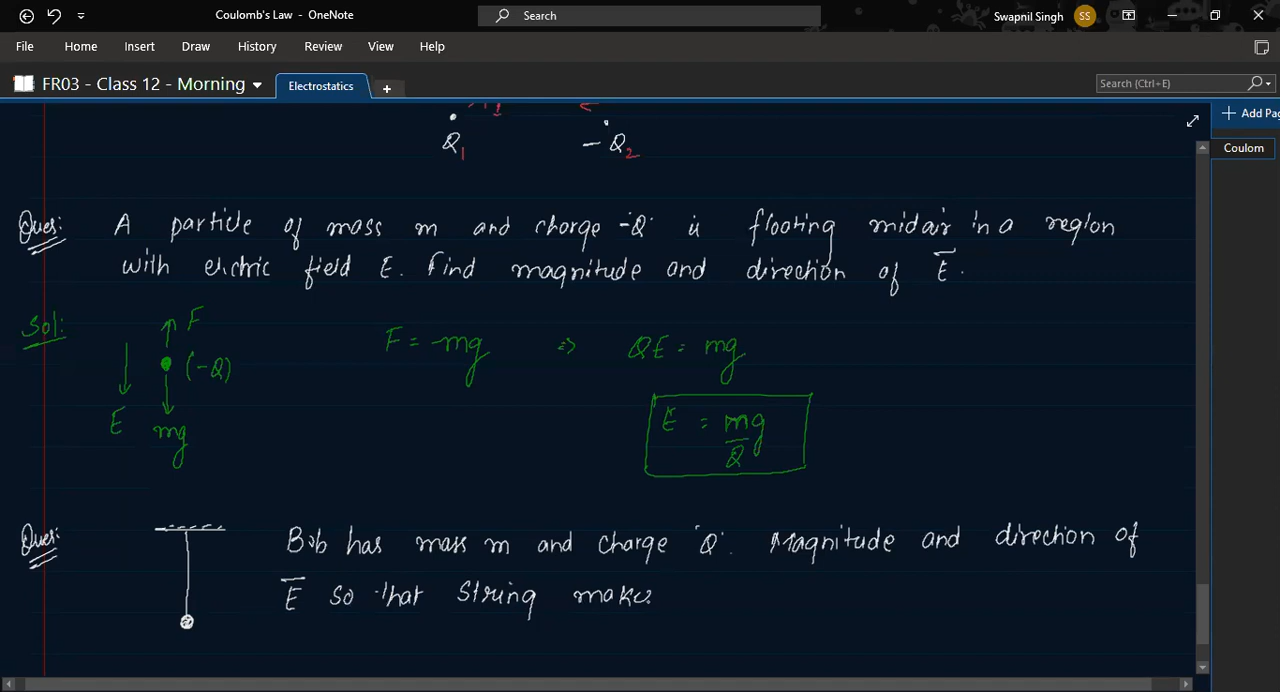 Coulomb's Law - OneNote
Search
Swapnil Singh
SS
File Home Insert Draw History Review View Help
FR03 - Class 12 - Morning
Electrostatics
+
Search (Ctrl+E)
+ Add Pag
Coulom
Q1
- Q2
Ques: A particle of mass m and charge '-Q' is floating midair in a region
with elctric field E. Find magnitude and direction of E.
Sol:
F
(-Q)
E
mg
F = mg ⇒ QE = mg
E = mg/Q
Ques: Bob has mass m and charge 'Q'. Magnitude and direction of
E so that string makes